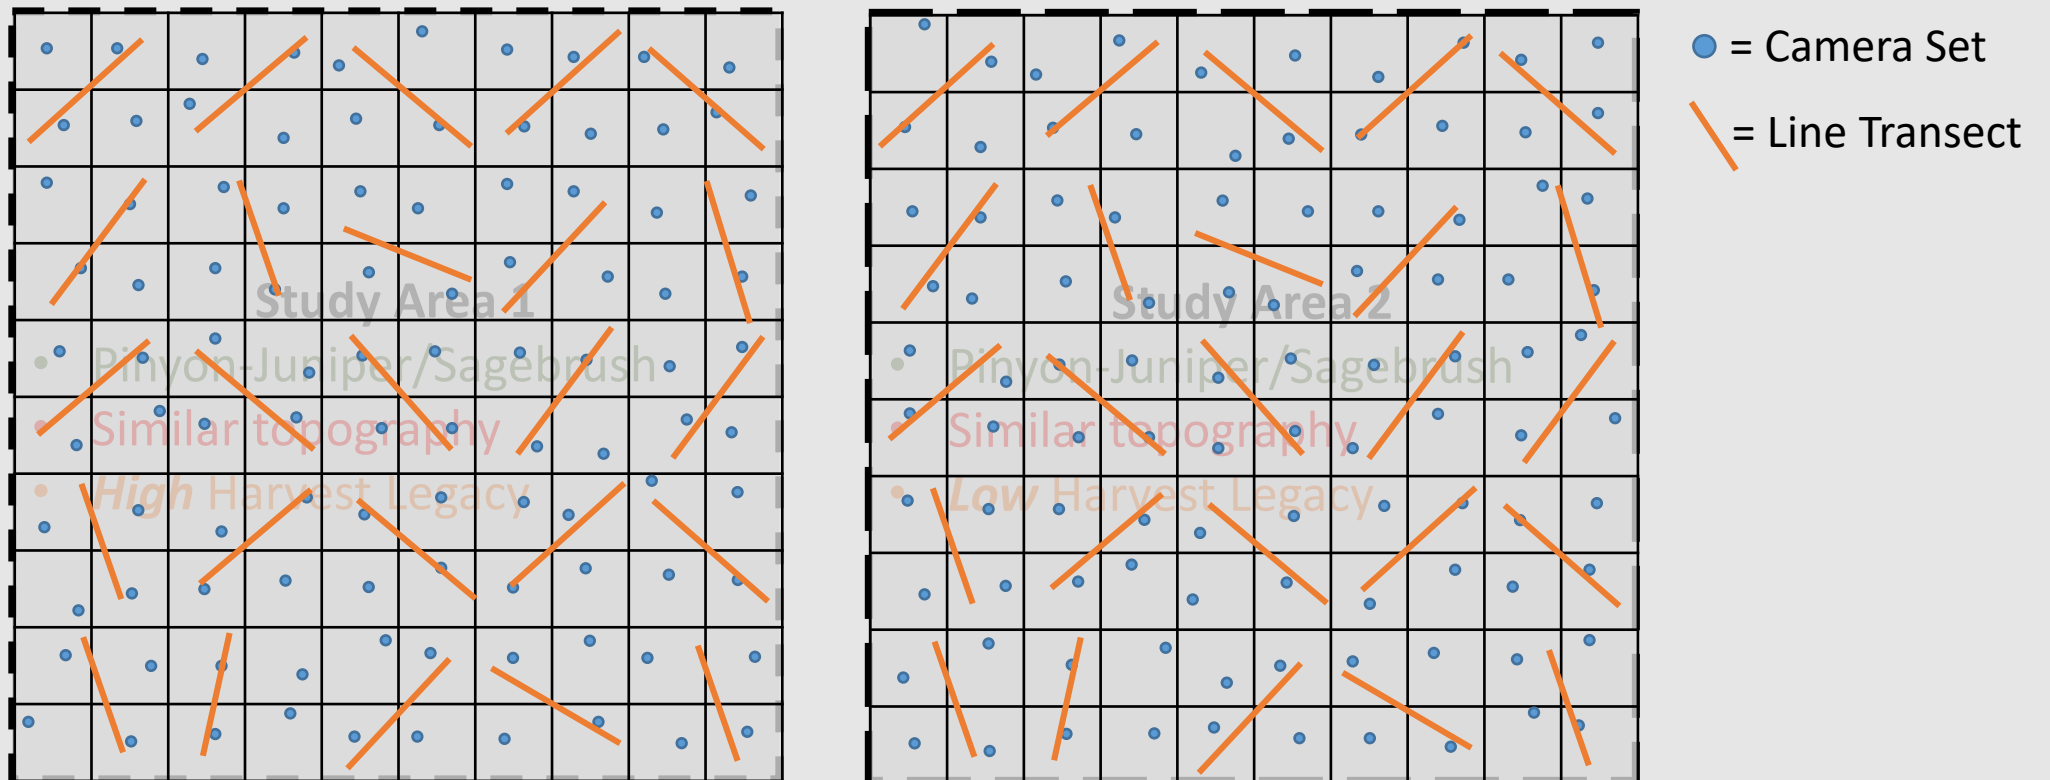 = Camera Set
= Line Transect
Study Area 1
• Pinyon-Juniper/Sagebrush
• Similar topography
• High Harvest Legacy
Study Area 2
• Pinyon-Juniper/Sagebrush
• Similar topography
• Low Harvest Legacy